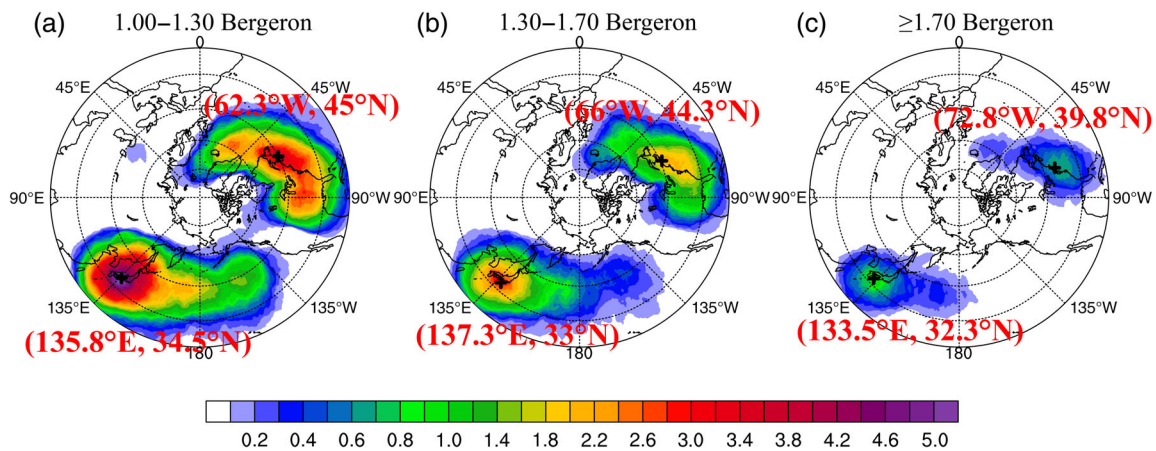 (a) 1.00−1.30 Bergeron
0
45°E 45°W
(62.3°W, 45°N)
90°E 90°W
135°E 135°W
(135.8°E, 34.5°N)
180
(b) 1.30−1.70 Bergeron
0
45°E 45°W
(66°W, 44.3°N)
90°E 90°W
135°E 135°W
(137.3°E, 33°N)
180
(c) ≥1.70 Bergeron
0
45°E 45°W
(72.8°W, 39.8°N)
90°E 90°W
135°E 135°W
(133.5°E, 32.3°N)
180
0.2 0.4 0.6 0.8 1.0 1.4 1.8 2.2 2.6 3.0 3.4 3.8 4.2 4.6 5.0